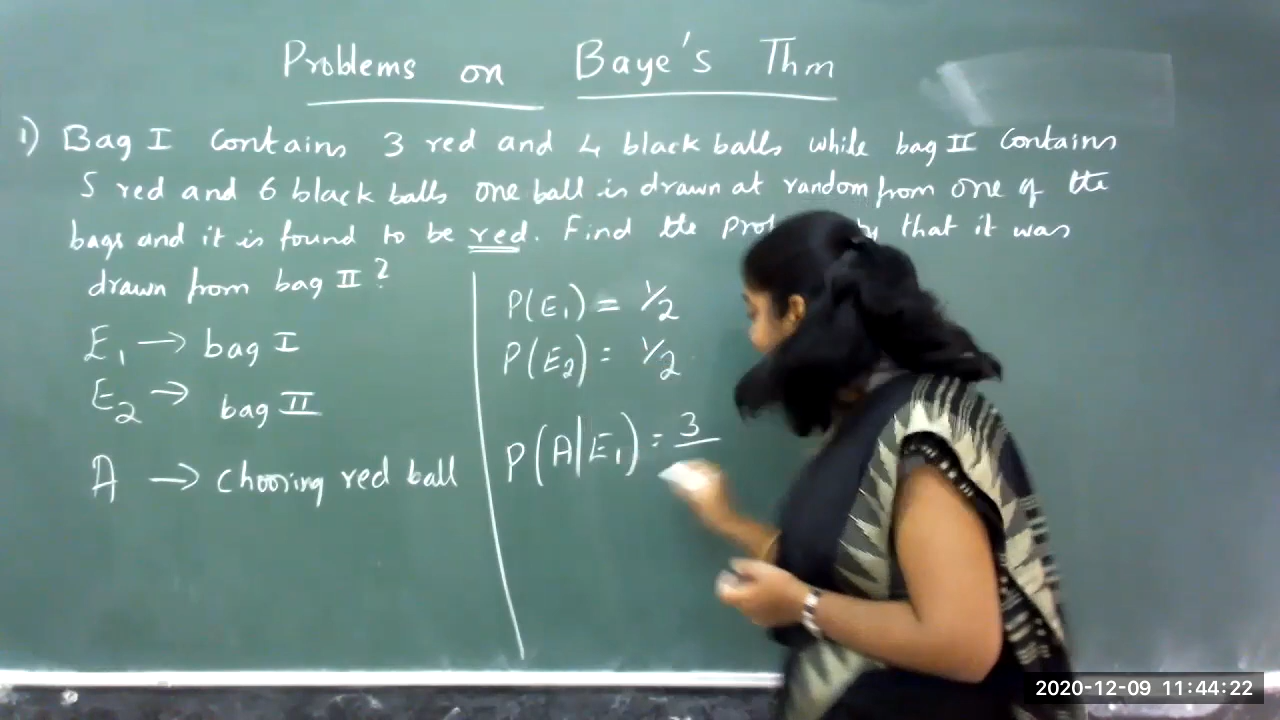 Problems on Baye's Thm
1) Bag I contains 3 red and 4 black balls while bag II contains
5 red and 6 black balls one ball is drawn at random from one of the
bags and it is found to be red. Find the that it was
drawn from bag II?
E₁ → bag I
E₂ → bag II
A → choosing red ball
P(E₁) = 1/2
P(E₂) = 1/2
P(A|E₁) = 3
2020-12-09 11:44:22